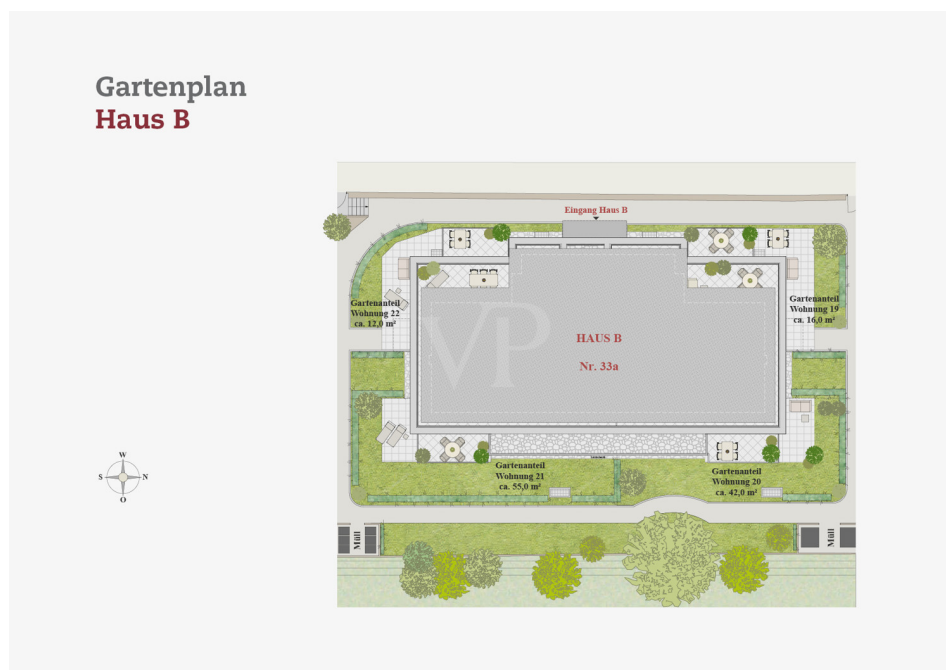 Gartenplan
Haus B
Eingang Haus B
Gartenanteil
Wohnung 22
ca. 12,0 m²
Gartenanteil
Wohnung 19
ca. 16,0 m²
VP
HAUS B
Nr. 33a
Gartenanteil
Wohnung 21
ca. 55,0 m²
Gartenanteil
Wohnung 20
ca. 42,0 m²
W
S N
O
Müll
Müll